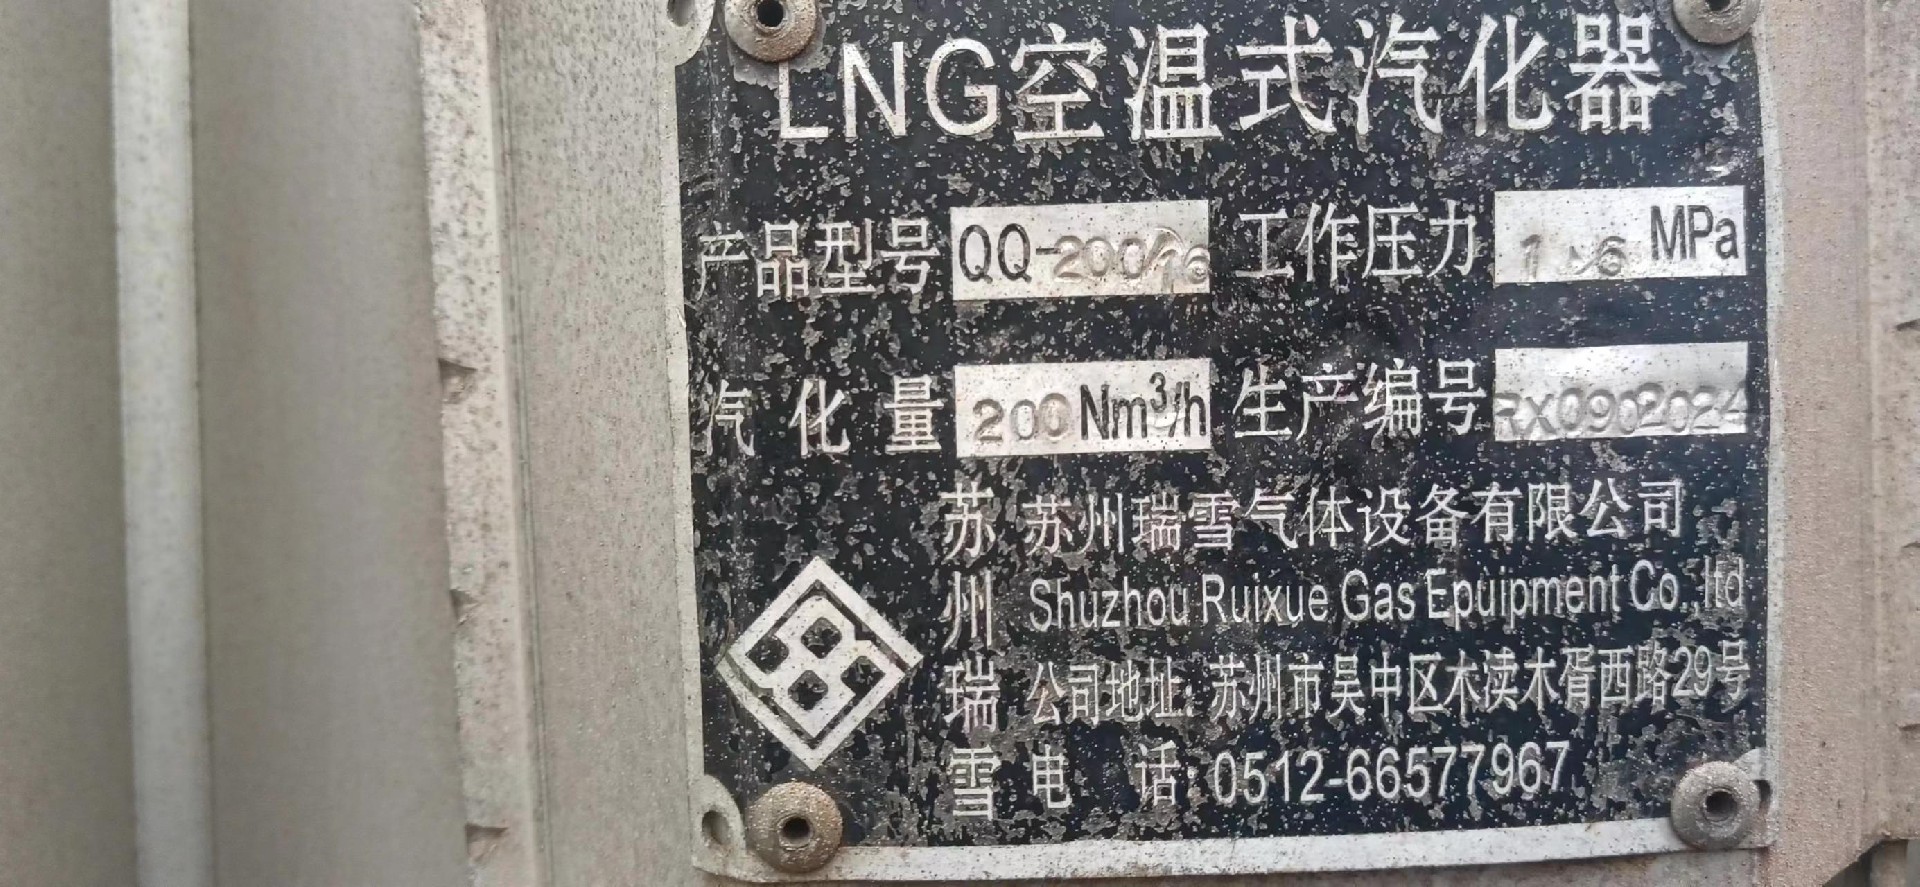 LNG空温式汽化器
产品型号 QQ-200/16 工作压力 1.6 MPa
汽化量 200 Nm³/h 生产编号 RX0902024
苏州瑞雪
苏州瑞雪气体设备有限公司
Shuzhou Ruixue Gas Epuipment Co.,ltd
公司地址:苏州市吴中区木渎木胥西路29号
电话:0512-66577967